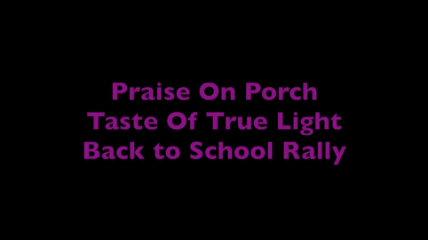 Praise On Porch
Taste Of True Light
Back to School Rally